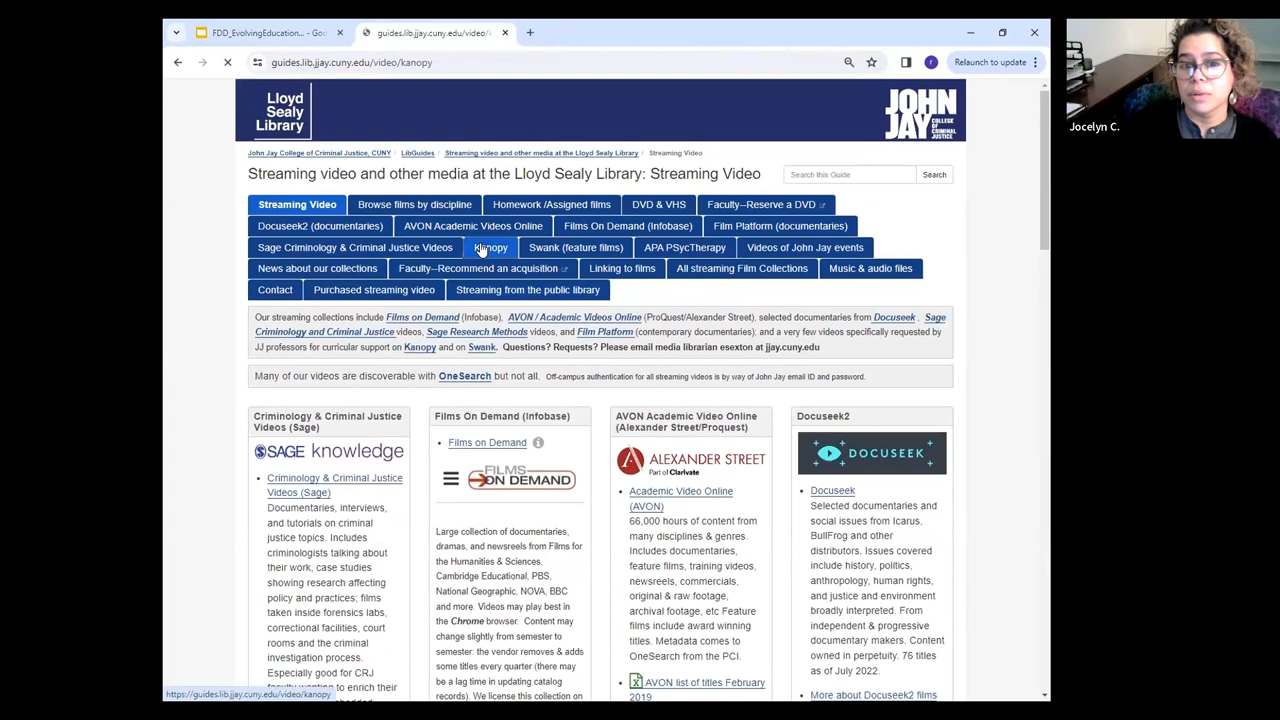 FDD_EvolvingEducation... - Goo
guides.lib.jjay.cuny.edu/video/
guides.lib.jjay.cuny.edu/video/kanopy
r
Relaunch to update
Jocelyn C.
Lloyd
Sealy
Library
JOHN
JAY
COLLEGE
OF
CRIMINAL
JUSTICE
John Jay College of Criminal Justice, CUNY
LibGuides
Streaming video and other media at the Lloyd Sealy Library
Streaming Video
Streaming video and other media at the Lloyd Sealy Library: Streaming Video
Search this Guide
Search
Streaming Video
Browse films by discipline
Homework /Assigned films
DVD & VHS
Faculty--Reserve a DVD
Docuseek2 (documentaries)
AVON Academic Videos Online
Films On Demand (Infobase)
Film Platform (documentaries)
Sage Criminology & Criminal Justice Videos
Kanopy
Swank (feature films)
APA PSycTherapy
Videos of John Jay events
News about our collections
Faculty--Recommend an acquisition
Linking to films
All streaming Film Collections
Music & audio files
Contact
Purchased streaming video
Streaming from the public library
Our streaming collections include Films on Demand (Infobase), AVON / Academic Videos Online (ProQuest/Alexander Street), selected documentaries from Docuseek , Sage
Criminology and Criminal Justice videos, Sage Research Methods videos, and Film Platform (contemporary documentaries); and a very few videos specifically requested by
JJ professors for curricular support on Kanopy and on Swank. Questions? Requests? Please email media librarian esexton at jjay.cuny.edu
Many of our videos are discoverable with OneSearch but not all. Off-campus authentication for all streaming videos is by way of John Jay email ID and password.
Criminology & Criminal Justice
Videos (Sage)
SAGE knowledge
Criminology & Criminal Justice
Videos (Sage)
Documentaries, interviews,
and tutorials on criminal
justice topics. Includes
criminologists talking about
their work, case studies
showing research affecting
policy and practices; films
taken inside forensics labs,
correctional facilities, court
rooms and the criminal
investigation process.
Especially good for CRJ
faculty wanting to enrich their
Films On Demand (Infobase)
Films on Demand
FILMS
ON DEMAND
Large collection of documentaries,
dramas, and newsreels from Films for
the Humanities & Sciences,
Cambridge Educational, PBS,
National Geographic, NOVA, BBC
and more. Videos may play best in
the Chrome browser. Content may
change slightly from semester to
semester: the vendor removes & adds
some titles every quarter (there may
be a lag time in updating catalog
records). We license this collection on
AVON Academic Video Online
(Alexander Street/Proquest)
ALEXANDER STREET
Part of Clarivate
Academic Video Online
(AVON)
66,000 hours of content from
many disciplines & genres.
Includes documentaries,
feature films, training videos,
newsreels, commercials,
original & raw footage,
archival footage, etc Feature
films include award winning
titles. Metadata comes to
OneSearch from the PCI.
AVON list of titles February
2019
Docuseek2
DOCUSEEK
Docuseek
Selected documentaries and
social issues from Icarus,
BullFrog and other
distributors. Issues covered
include history, politics,
anthropology, human rights,
and justice and environment
broadly interpreted. From
independent & progressive
documentary makers. Content
owned in perpetuity. 76 titles
as of July 2022.
More about Docuseek2 films
https://guides.lib.jjay.cuny.edu/video/kanopy